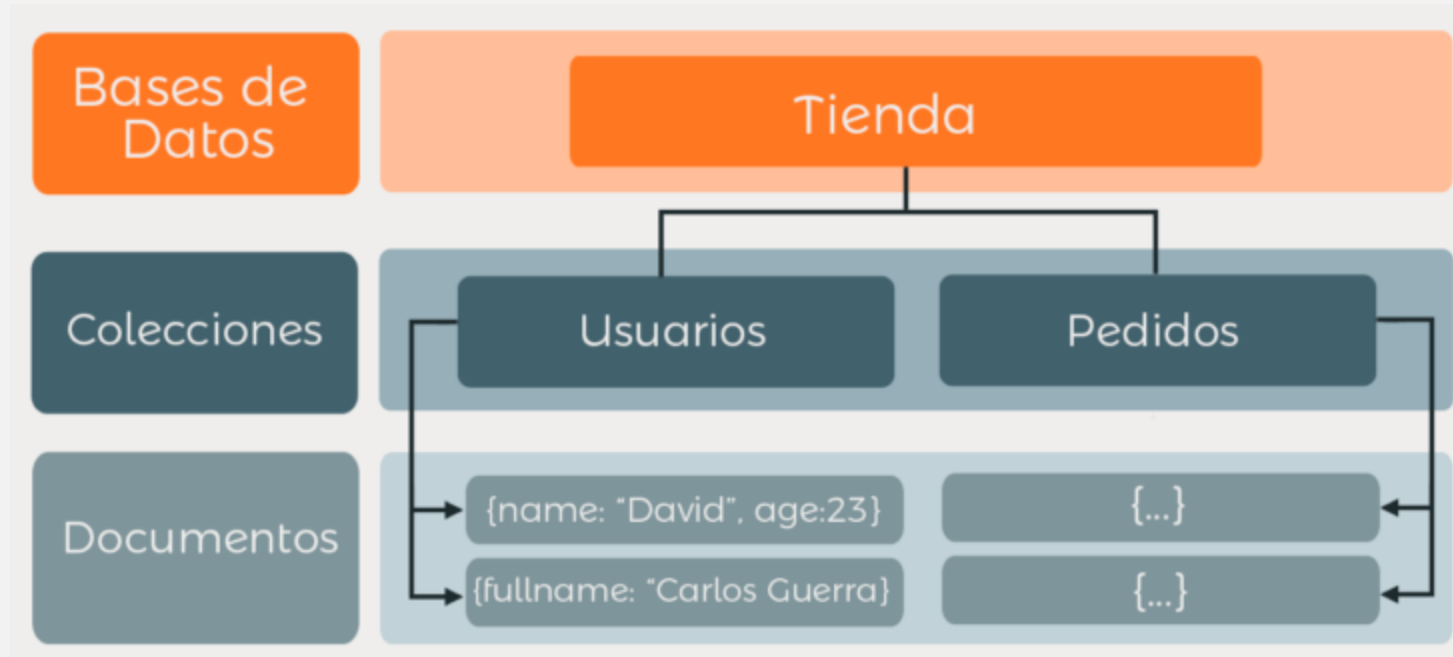 Bases de
Datos
Tienda
Colecciones
Usuarios
Pedidos
Documentos
{name: “David”, age:23}
{...}
{fullname: “Carlos Guerra}
{...}